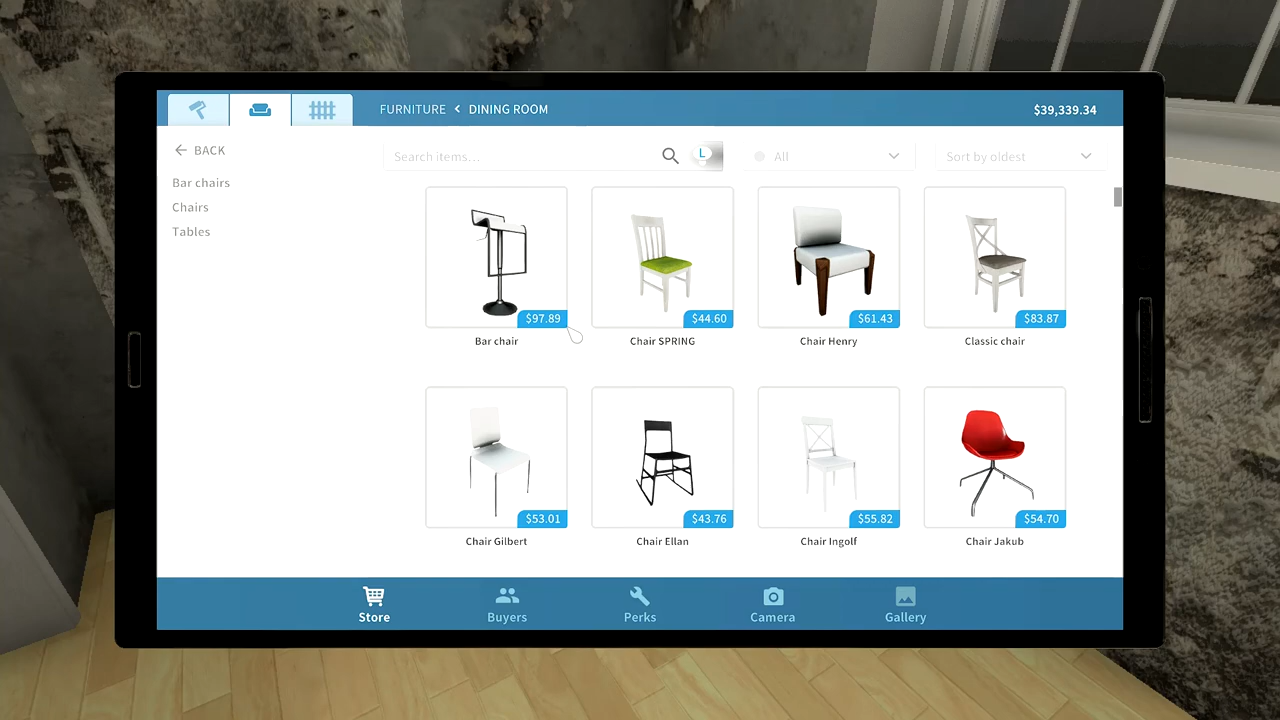 FURNITURE < DINING ROOM
$39,339.34
BACK
Search items...
L
All
Sort by oldest
Bar chairs
Chairs
Tables
$97.89
$44.60
$61.43
$83.87
Bar chair
Chair SPRING
Chair Henry
Classic chair
$53.01
$43.76
$55.82
$54.70
Chair Gilbert
Chair Ellan
Chair Ingolf
Chair Jakub
Store
Buyers
Perks
Camera
Gallery